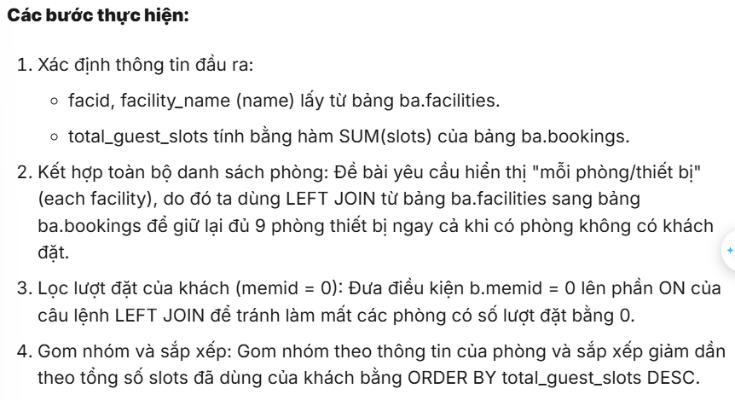 Các bước thực hiện:
1. Xác định thông tin đầu ra:
○ facid, facility_name (name) lấy từ bảng ba.facilities.
○ total_guest_slots tính bằng hàm SUM(slots) của bảng ba.bookings.
2. Kết hợp toàn bộ danh sách phòng: Đề bài yêu cầu hiển thị "mỗi phòng/thiết bị"
(each facility), do đó ta dùng LEFT JOIN từ bảng ba.facilities sang bảng
ba.bookings để giữ lại đủ 9 phòng thiết bị ngay cả khi có phòng không có khách
đặt.
3. Lọc lượt đặt của khách (memid = 0): Đưa điều kiện b.memid = 0 lên phần ON của
câu lệnh LEFT JOIN để tránh làm mất các phòng có số lượt đặt bằng 0.
4. Gom nhóm và sắp xếp: Gom nhóm theo thông tin của phòng và sắp xếp giảm dần
theo tổng số slots đã dùng của khách bằng ORDER BY total_guest_slots DESC.